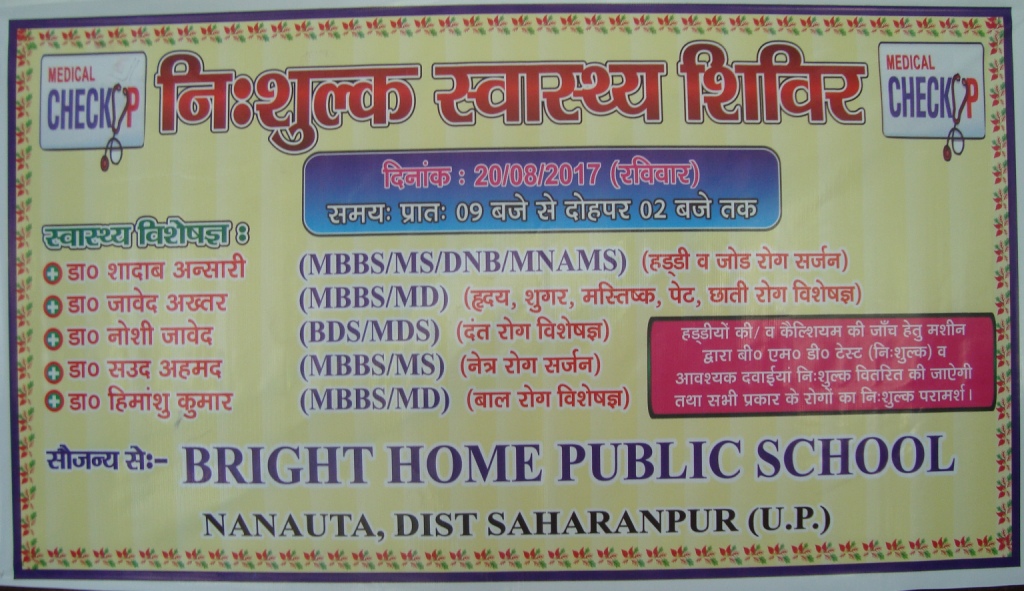 MEDICAL
CHECKUP
निःशुल्क स्वास्थ्य शिविर
MEDICAL
CHECKUP
दिनांक : 20/08/2017 (रविवार)
समयः प्रातः 09 बजे से दोहपर 02 बजे तक
स्वास्थ्य विशेषज्ञ :
डा० शादाब अन्सारी (MBBS/MS/DNB/MNAMS) (हड्डी व जोड रोग सर्जन)
डा० जावेद अख्तर (MBBS/MD) (हृदय, शुगर, मस्तिष्क, पेट, छाती रोग विशेषज्ञ)
डा० नोशी जावेद (BDS/MDS) (दंत रोग विशेषज्ञ)
डा० सउद अहमद (MBBS/MS) (नेत्र रोग सर्जन)
डा० हिमांशु कुमार (MBBS/MD) (बाल रोग विशेषज्ञ)
हड्डीयों की/ व कैल्शियम की जाँच हेतु मशीन
द्वारा बी० एम० डी० टेस्ट (निःशुल्क) व
आवश्यक दवाईयां निःशुल्क वितरित की जाऐगी
तथा सभी प्रकार के रोगों का निःशुल्क परामर्श।
सौजन्य से:- BRIGHT HOME PUBLIC SCHOOL
NANAUTA, DIST SAHARANPUR (U.P.)